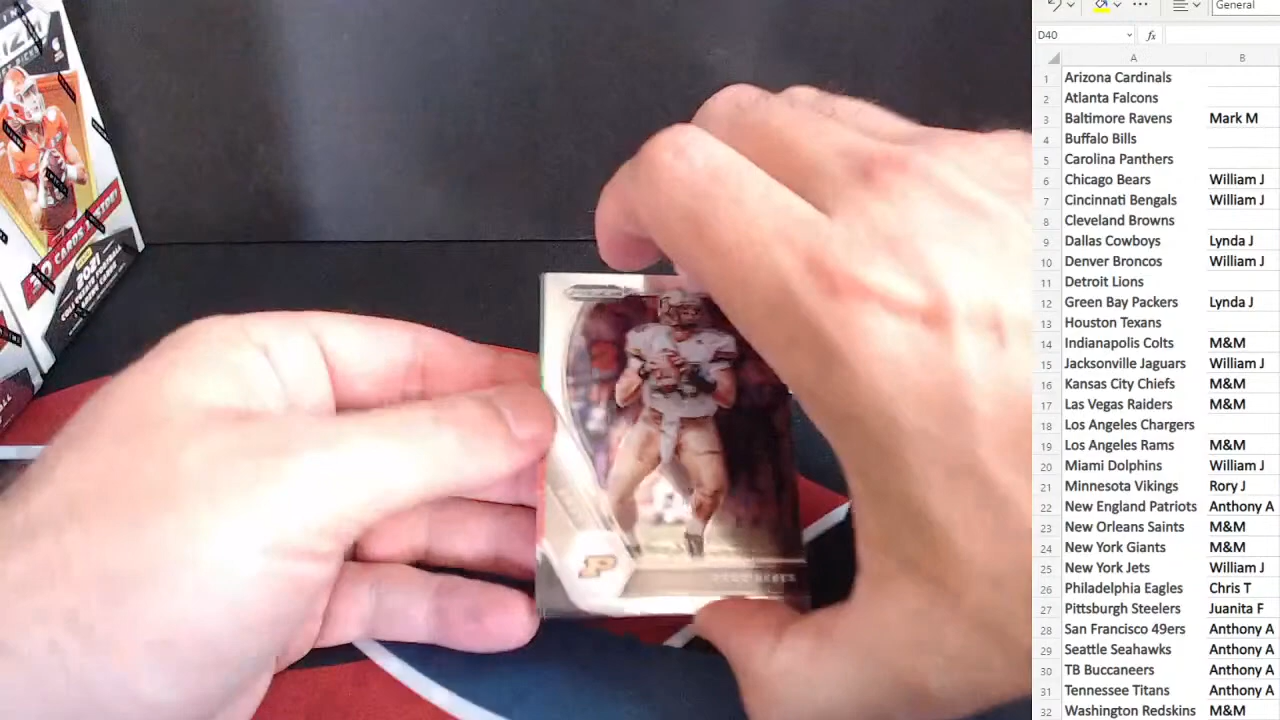 General
D40
fx
A B
1 Arizona Cardinals
2 Atlanta Falcons
3 Baltimore Ravens Mark M
4 Buffalo Bills
5 Carolina Panthers
6 Chicago Bears William J
7 Cincinnati Bengals William J
8 Cleveland Browns
9 Dallas Cowboys Lynda J
10 Denver Broncos William J
11 Detroit Lions
12 Green Bay Packers Lynda J
13 Houston Texans
14 Indianapolis Colts M&M
15 Jacksonville Jaguars William J
16 Kansas City Chiefs M&M
17 Las Vegas Raiders M&M
18 Los Angeles Chargers
19 Los Angeles Rams M&M
20 Miami Dolphins William J
21 Minnesota Vikings Rory J
22 New England Patriots Anthony A
23 New Orleans Saints M&M
24 New York Giants M&M
25 New York Jets William J
26 Philadelphia Eagles Chris T
27 Pittsburgh Steelers Juanita F
28 San Francisco 49ers Anthony A
29 Seattle Seahawks Anthony A
30 TB Buccaneers Anthony A
31 Tennessee Titans Anthony A
32 Washington Redskins M&M
CARDS
2021
P